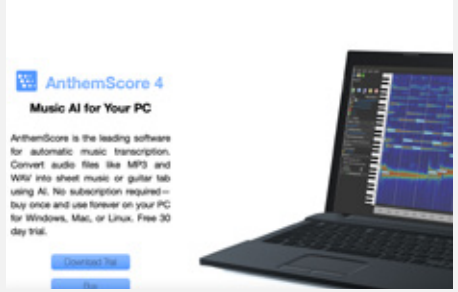 AnthemScore 4
Music AI for Your PC
AnthemScore is the leading software
for automatic music transcription.
Convert audio files like MP3 and
WAV into sheet music or guitar tab
using AI. No subscription required—
buy once and use forever on your PC
for Windows, Mac, or Linux. Free 30
day trial.
Download Trial
Buy